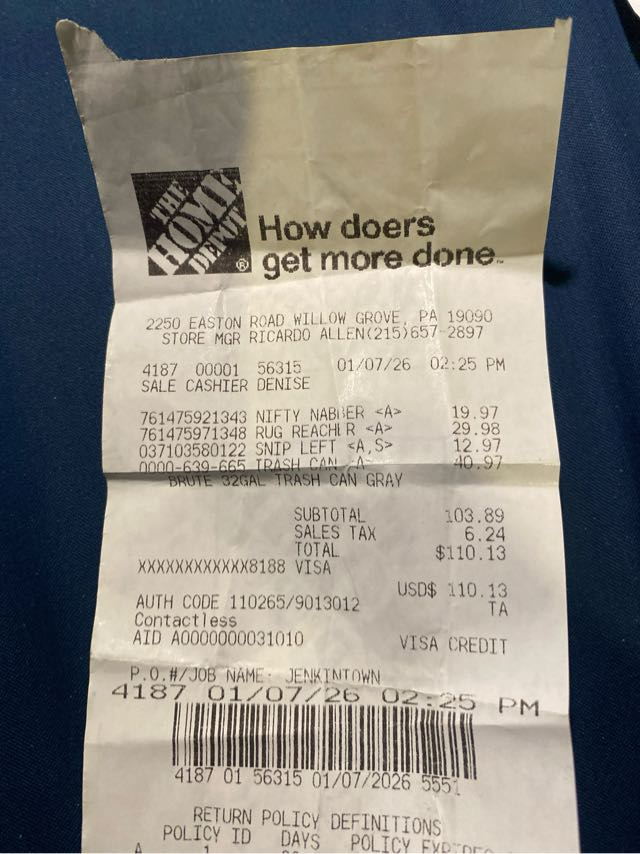 THE
HOME
DEPOT
®
How doers
get more done™
2250 EASTON ROAD WILLOW GROVE, PA 19090
STORE MGR RICARDO ALLEN(215)657-2897
4187 00001 56315 01/07/26 02:25 PM
SALE CASHIER DENISE
761475921343 NIFTY NABBER <A> 19.97
761475971348 RUG REACHER <A> 29.98
037103580122 SNIP LEFT <A,S> 12.97
0000-639-665 TRASH CAN <A> 40.97
BRUTE 32GAL TRASH CAN GRAY
SUBTOTAL 103.89
SALES TAX 6.24
TOTAL $110.13
XXXXXXXXXXXX8188 VISA
USD$ 110.13
AUTH CODE 110265/9013012 TA
Contactless
AID A0000000031010 VISA CREDIT
P.O.#/JOB NAME: JENKINTOWN
4187 01/07/26 02:25 PM
4187 01 56315 01/07/2026 5551
RETURN POLICY DEFINITIONS
POLICY ID DAYS POLICY EXPIRES
A 1